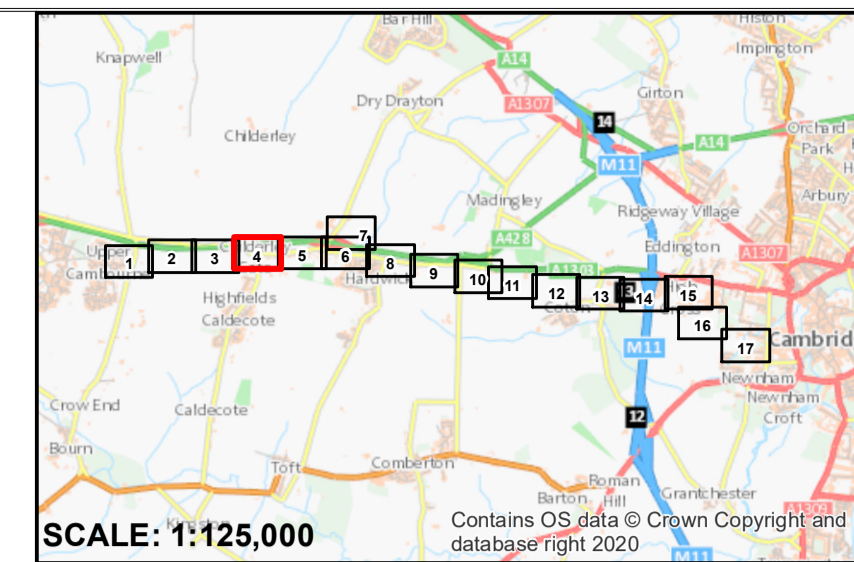 Bar Hill
Histon
Impington
Knapwell
A14
Girton
Dry Drayton
A1307
14
Childerley
A14
Orchard
Park
M11
Arbury
Madingley
Ridgeway Village
A428
Eddington
A1307
7
Childerley
Upper
Cambourne
1
2
3
4
5
6
8
9
10
11
12
13
14
15
16
17
A1303
Hardwick
Coton
Highfields
Caldecote
M11
Cambrid
Newnham
Newnham
Croft
Crow End
Caldecote
12
Bourn
Toft
Comberton
Roman
Hill
Barton
Grantchester
A1309
Kingston
SCALE: 1:125,000
Contains OS data © Crown Copyright and
database right 2020
M11